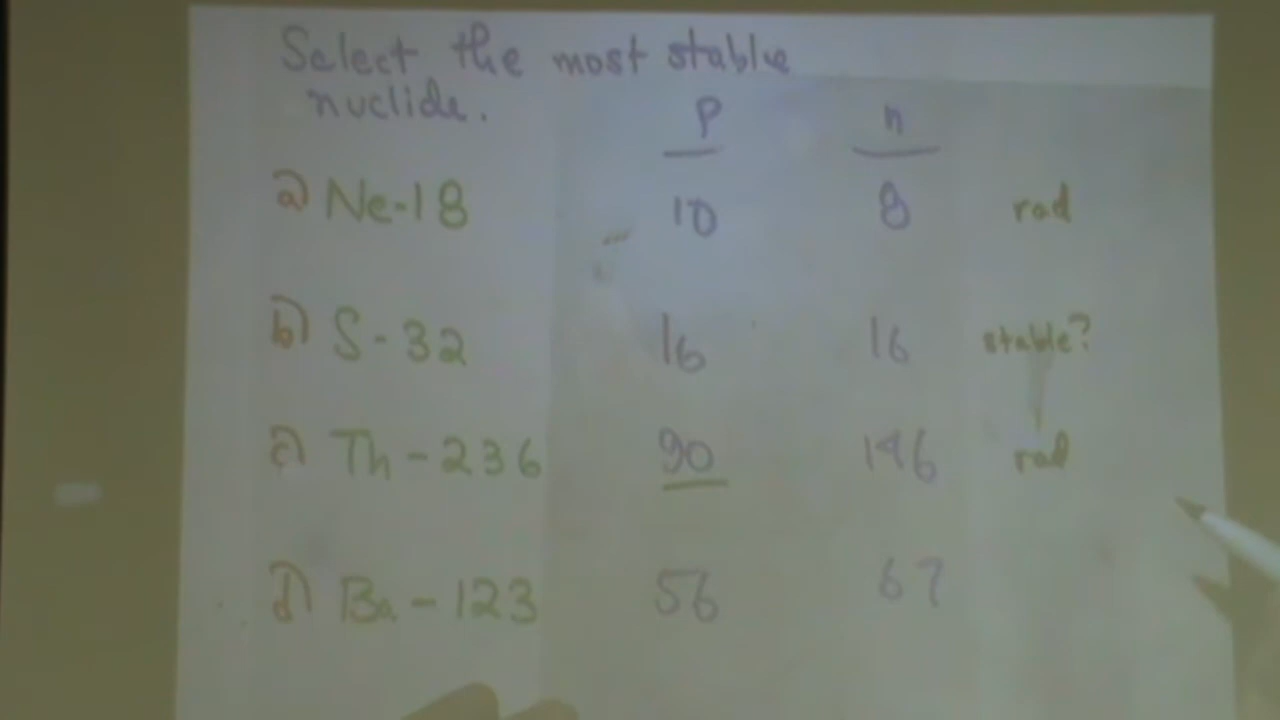 Select the most stable
nuclide.
p n
a) Ne-18 10 8 rad
b) S-32 16 16 stable?
c) Th-236 90 146 rad
d) Ba-123 56 67